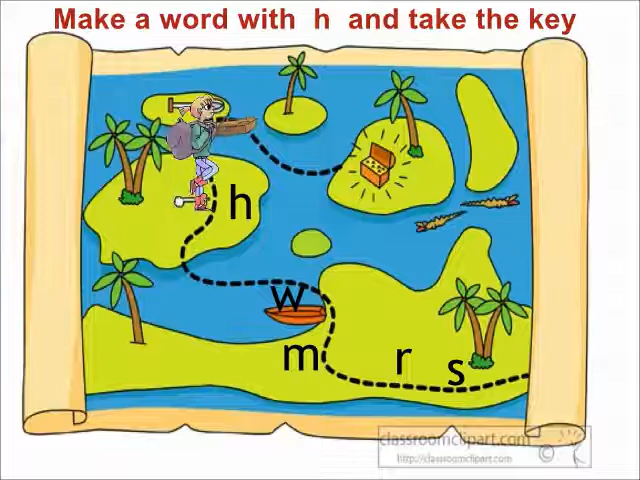 Make a word with h and take the key
h
w
m r s
classroomclipart.com
http://classroomclipart.com